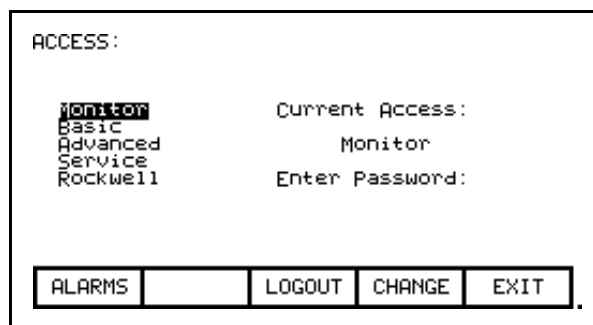 ACCESS:
Monitor
Basic
Advanced
Service
Rockwell
Current Access:
Monitor
Enter Password:
ALARMS LOGOUT CHANGE EXIT